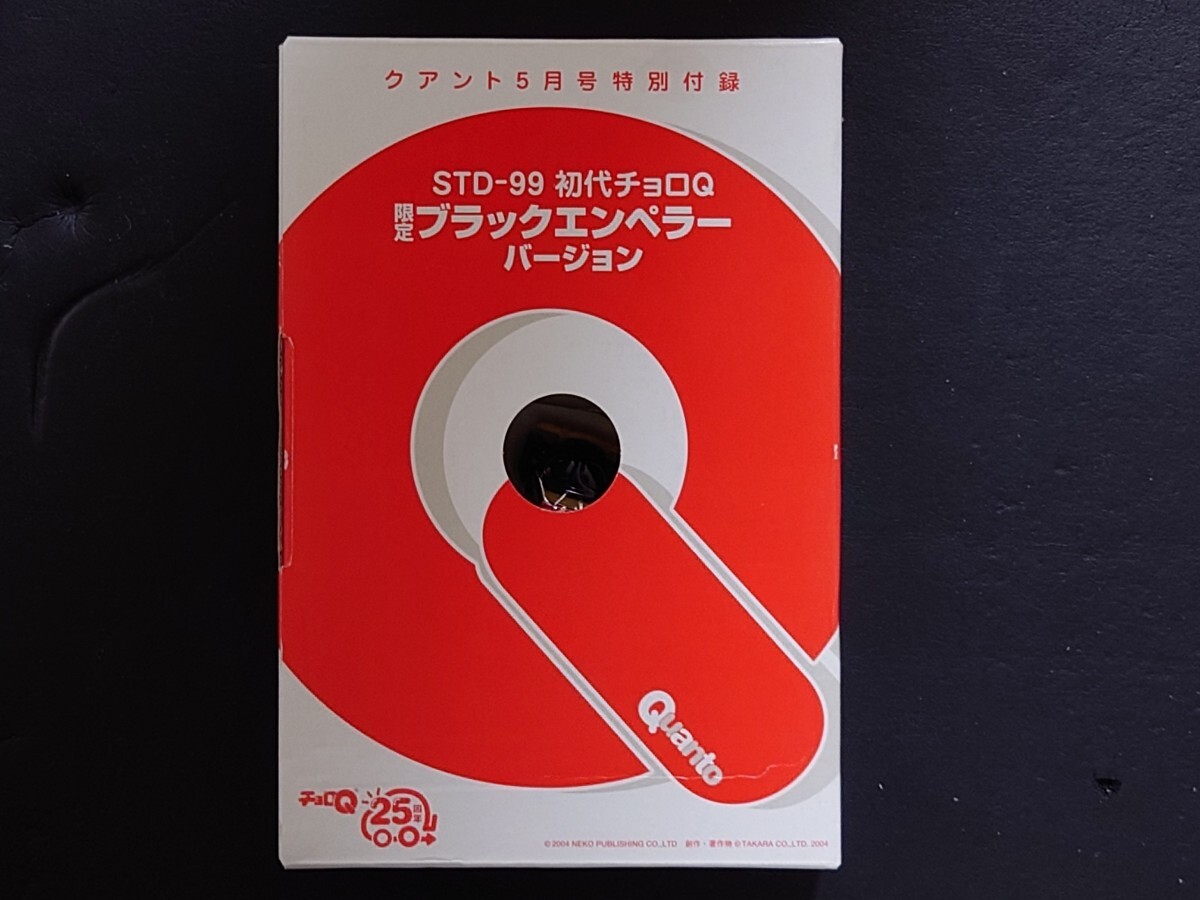 クアント5月号特別付録
STD-99 初代チョロQ
限定ブラックエンペラー
バージョン
Quanto
チョロQ 25周年
©2004 NEKO PUBLISHING CO.,LTD 創作・著作物 ©TAKARA CO.,LTD. 2004